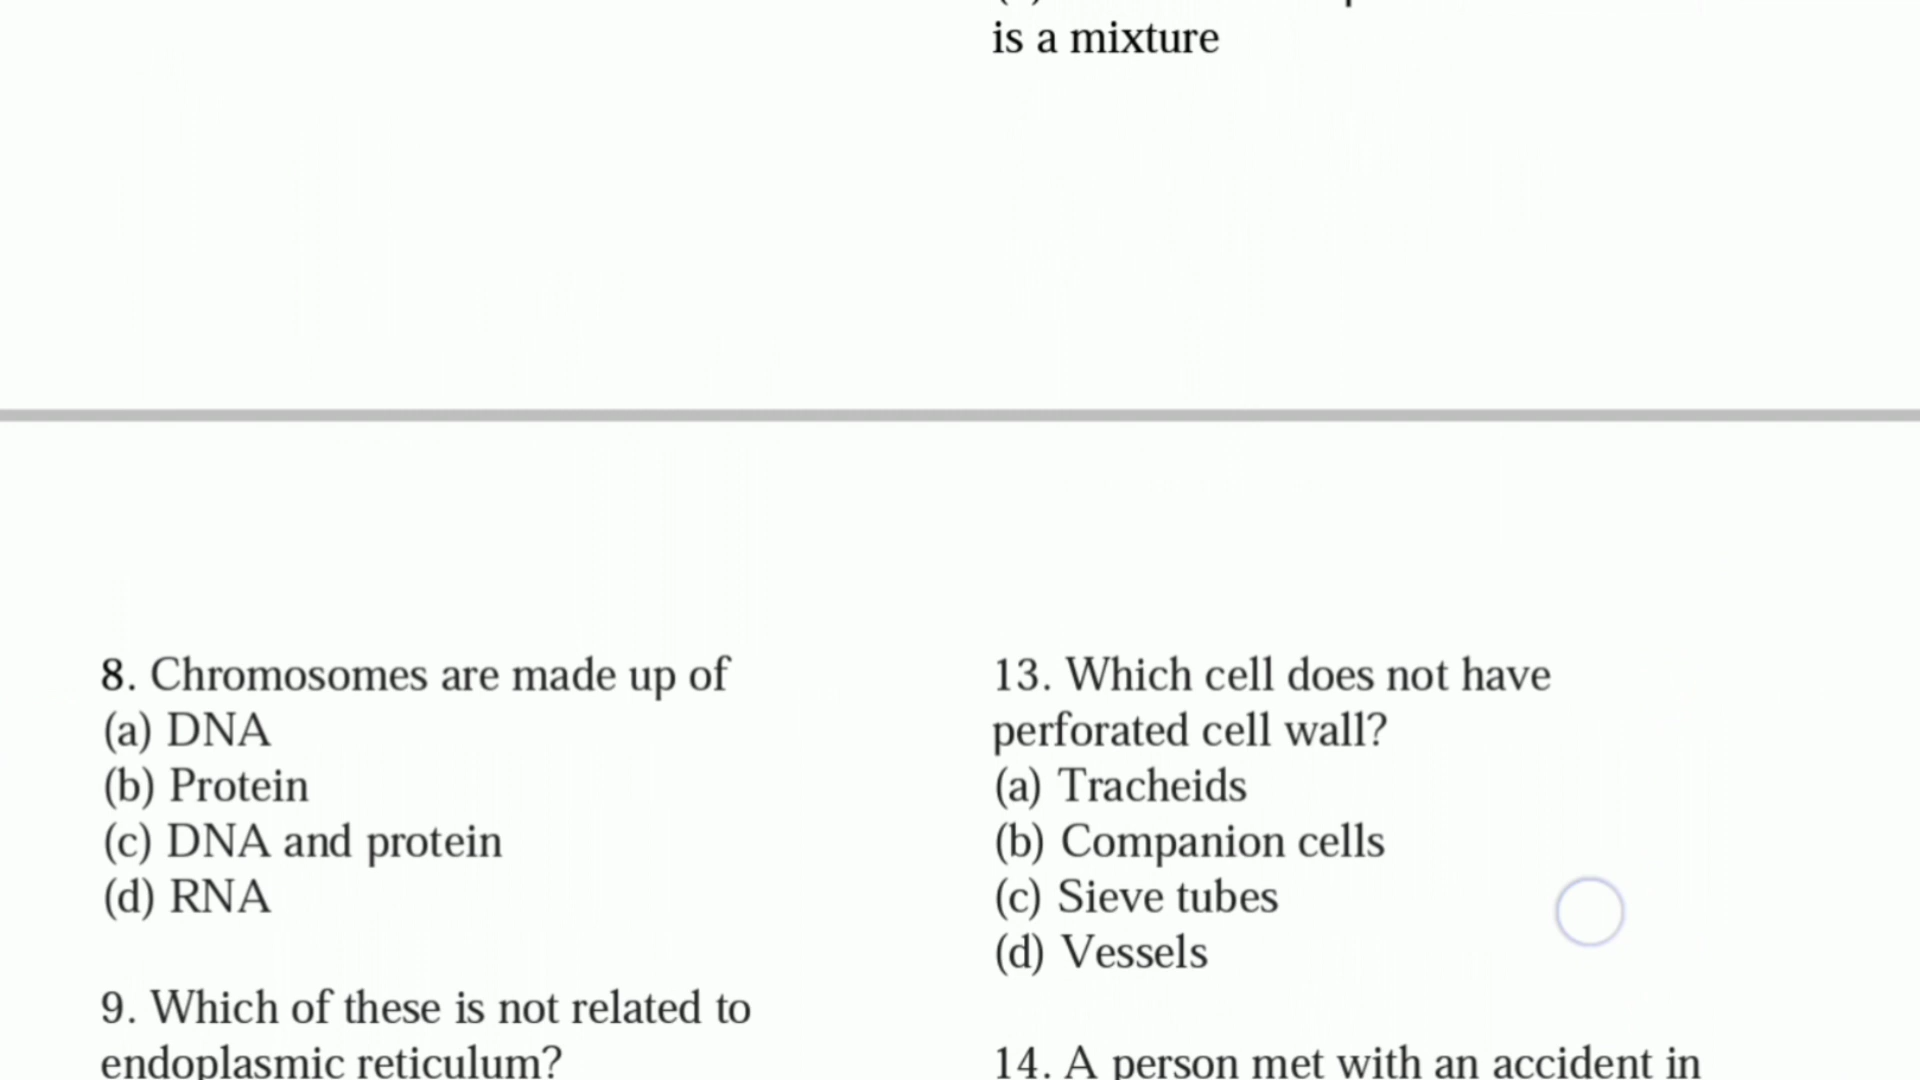 is a mixture
8. Chromosomes are made up of
(a) DNA
(b) Protein
(c) DNA and protein
(d) RNA
9. Which of these is not related to
endoplasmic reticulum?
13. Which cell does not have
perforated cell wall?
(a) Tracheids
(b) Companion cells
(c) Sieve tubes
(d) Vessels
14. A person met with an accident in